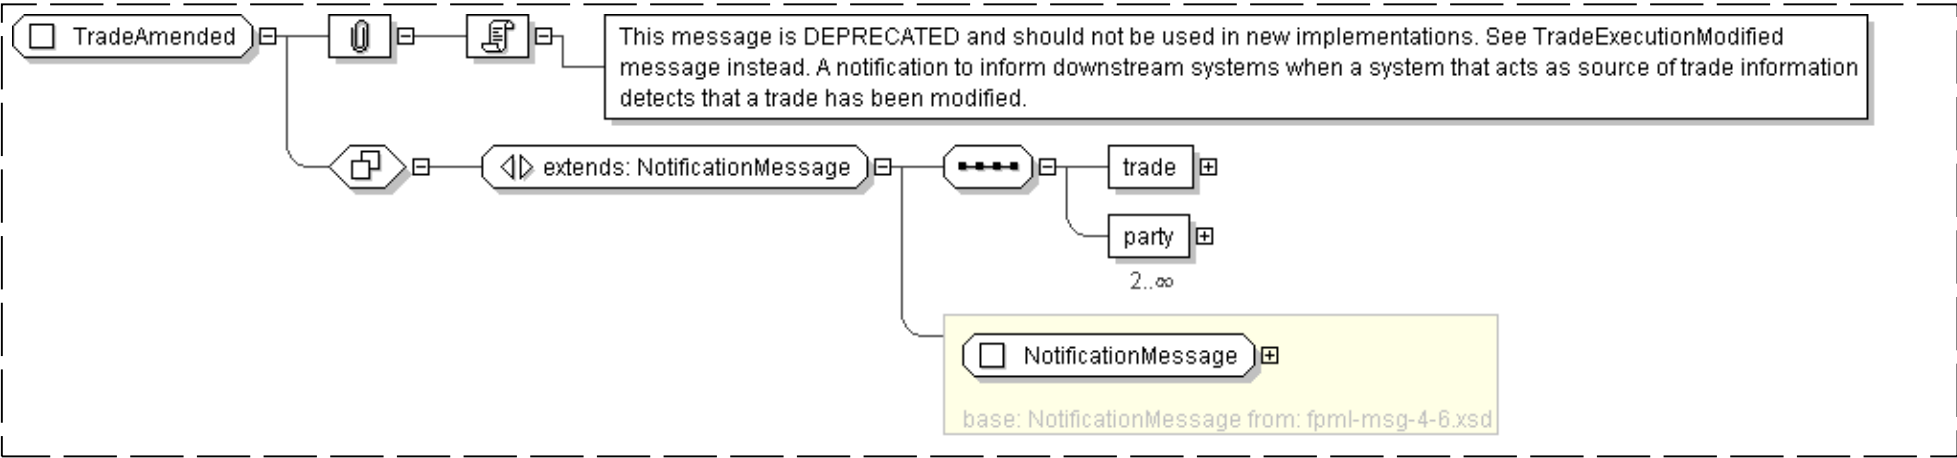 TradeAmended
This message is DEPRECATED and should not be used in new implementations. See TradeExecutionModified
message instead. A notification to inform downstream systems when a system that acts as source of trade information
detects that a trade has been modified.
extends: NotificationMessage
trade
party
2..∞
NotificationMessage
base: NotificationMessage from: fpml-msg-4-6.xsd